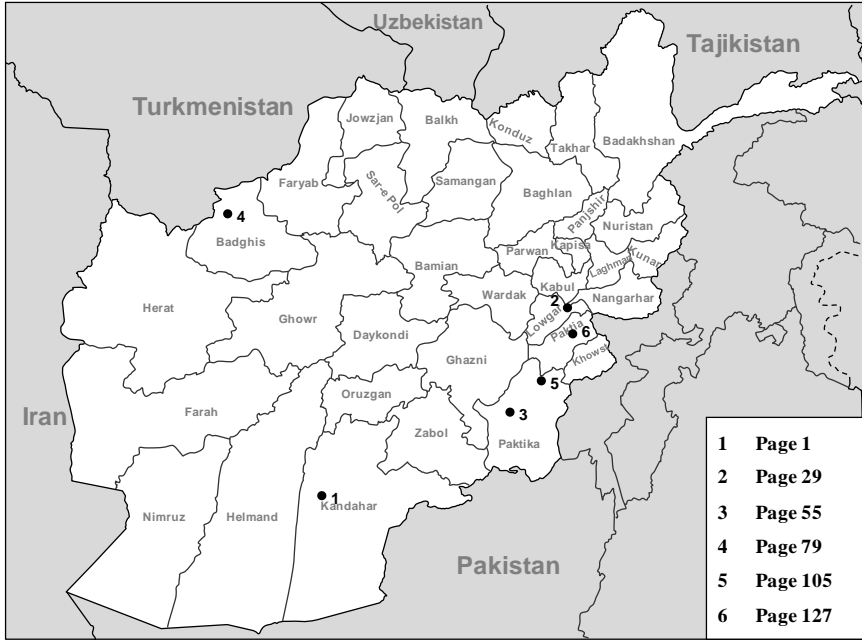 Uzbekistan
Tajikistan
Turkmenistan
Jowzjan
Balkh
Konduz
Takhar
Badakhshan
Faryab
Sar-e Pol
Samangan
Baghlan
Panjshir
Nuristan
4
Badghis
Parwan
Kapisa
Laghman
Kunar
Bamian
Kabul
Herat
Ghowr
Wardak
2
Nangarhar
Lowgar
Daykondi
Paktia
6
Ghazni
Khowst
Oruzgan
5
Iran
Farah
3
Zabol
Paktika
1
Kandahar
Nimruz
Helmand
Pakistan
1 Page 1
2 Page 29
3 Page 55
4 Page 79
5 Page 105
6 Page 127